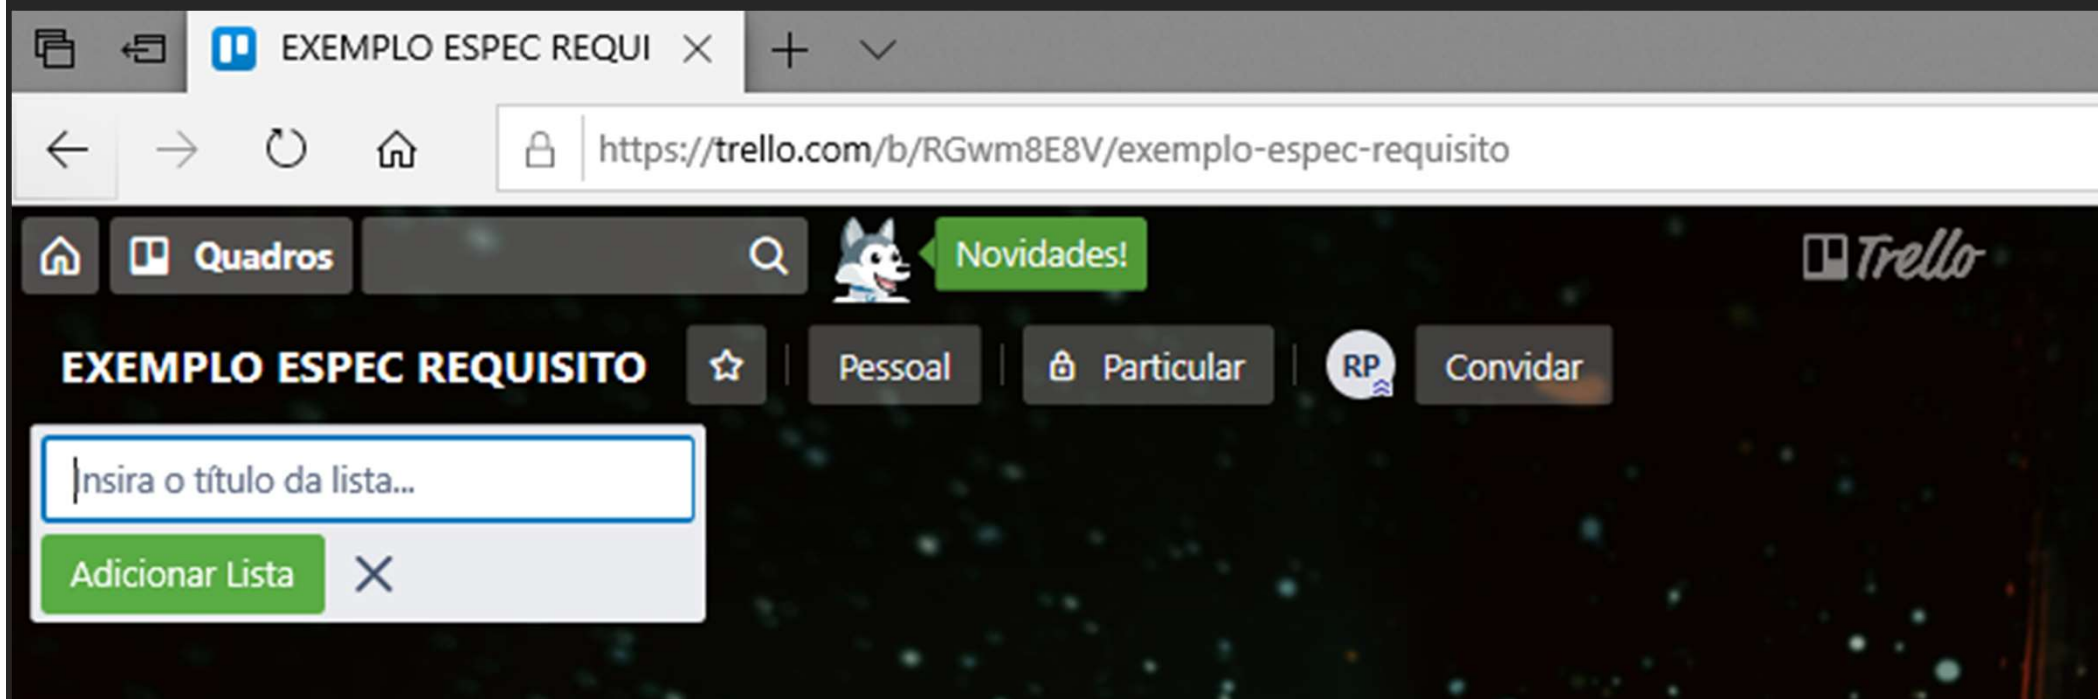 EXEMPLO ESPEC REQUI
https://trello.com/b/RGwm8E8V/exemplo-espec-requisito
Quadros Novidades! Trello
EXEMPLO ESPEC REQUISITO Pessoal Particular RP Convidar
Insira o título da lista...
Adicionar Lista